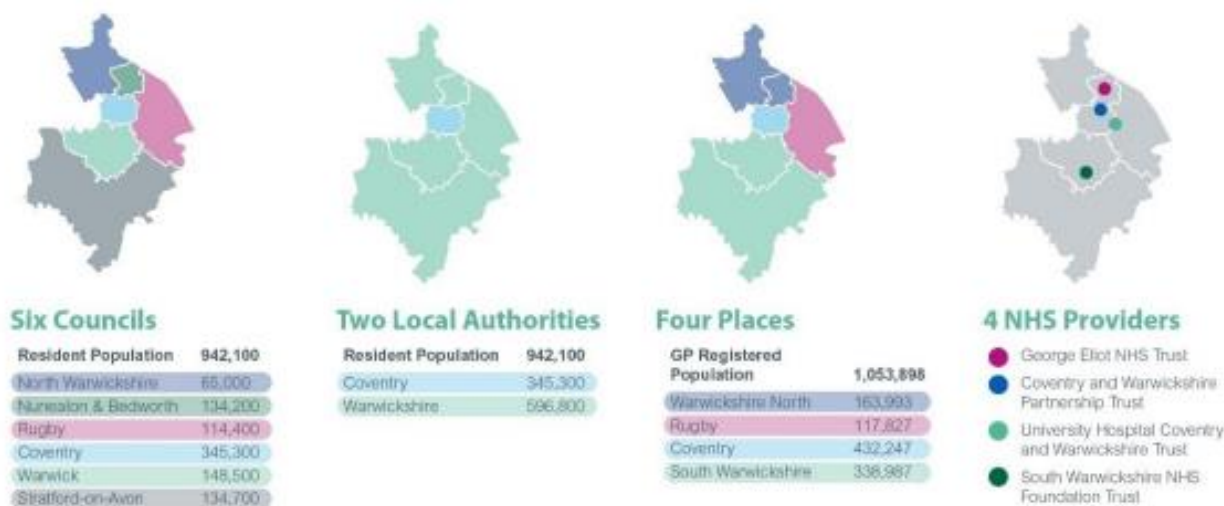 Six Councils
Resident Population 942,100
North Warwickshire 65,000
Nuneaton & Bedworth 134,200
Rugby 114,400
Coventry 345,300
Warwick 148,500
Stratford-on-Avon 134,700
Two Local Authorities
Resident Population 942,100
Coventry 345,300
Warwickshire 596,800
Four Places
GP Registered
Population 1,053,898
Warwickshire North 163,993
Rugby 117,827
Coventry 432,247
South Warwickshire 338,987
4 NHS Providers
George Eliot NHS Trust
Coventry and Warwickshire
Partnership Trust
University Hospital Coventry
and Warwickshire Trust
South Warwickshire NHS
Foundation Trust